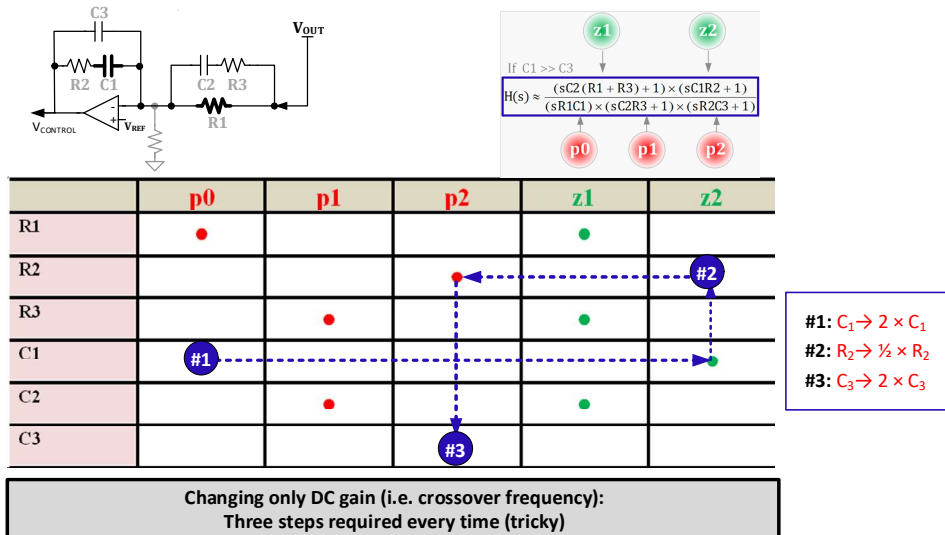 C3
R2
C1
C2
R3
R1
VOUT
VCONTROL
-
+
VREF
z1
z2
If C1 >> C3
H(s) ≈ (sC2 (R1 + R3) + 1) × (sC1R2 + 1)
(sR1C1) × (sC2R3 + 1) × (sR2C3 + 1)
p0
p1
p2
p0 p1 p2 z1 z2
R1
R2
#2
R3
C1
#1
C2
C3
#3
#1: C1→ 2 × C1
#2: R2→ ½ × R2
#3: C3→ 2 × C3
Changing only DC gain (i.e. crossover frequency):
Three steps required every time (tricky)